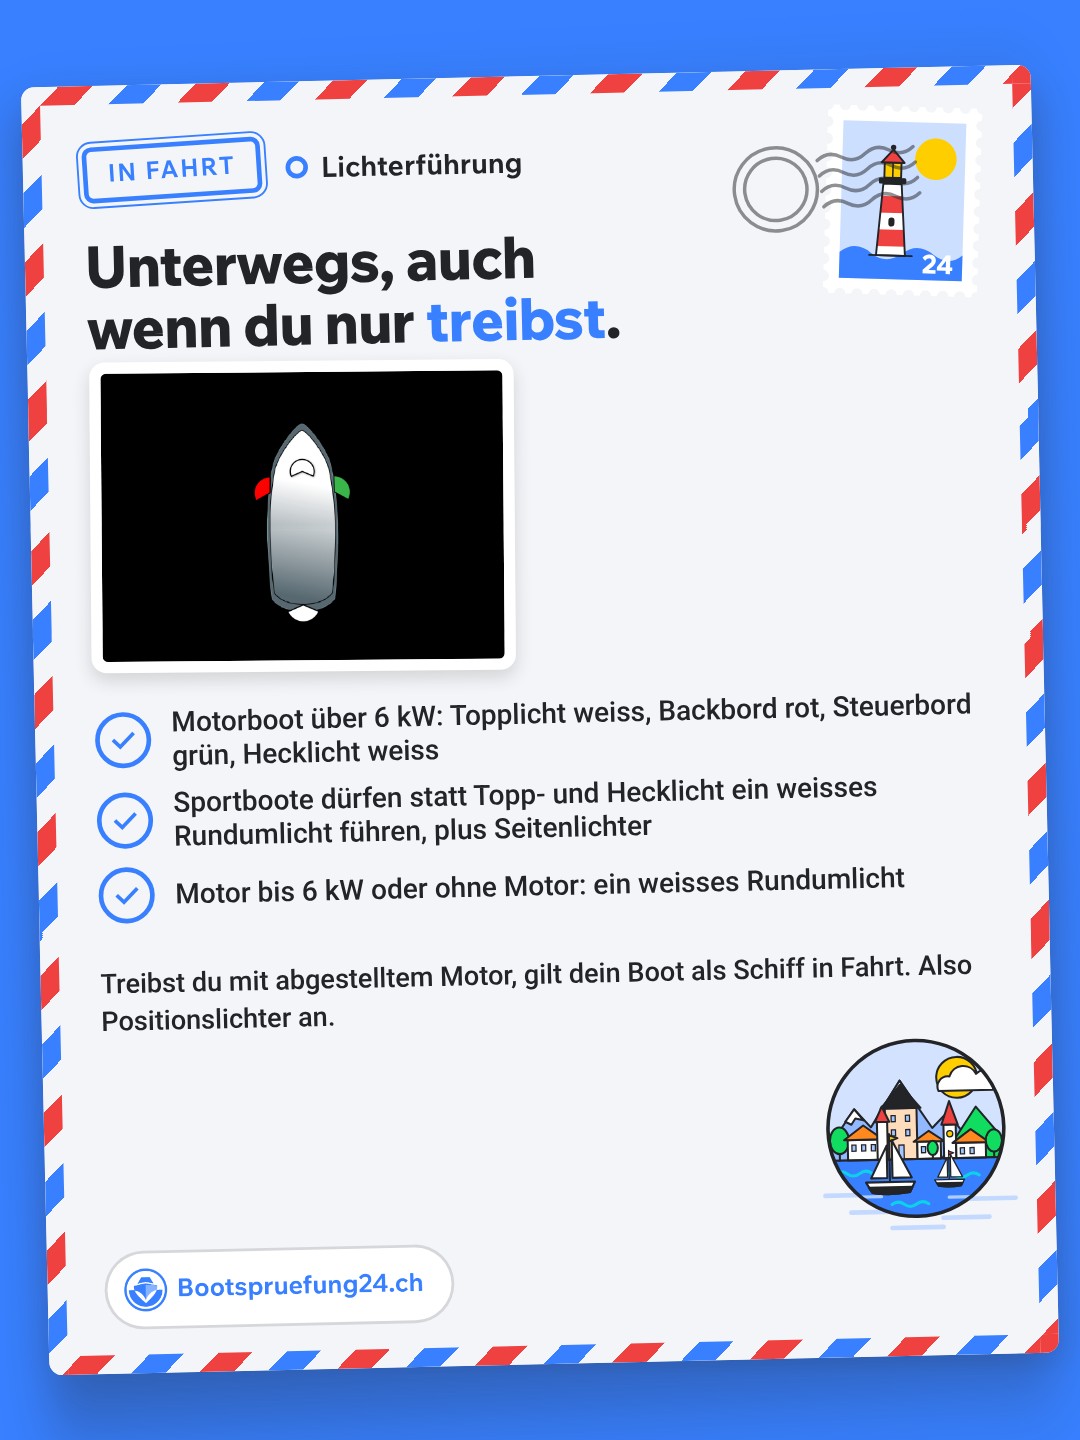 IN FAHRT
Lichterführung
24
Unterwegs, auch
wenn du nur treibst.
Motorboot über 6 kW: Topplicht weiss, Backbord rot, Steuerbord
grün, Hecklicht weiss
Sportboote dürfen statt Topp- und Hecklicht ein weisses
Rundumlicht führen, plus Seitenlichter
Motor bis 6 kW oder ohne Motor: ein weisses Rundumlicht
Treibst du mit abgestelltem Motor, gilt dein Boot als Schiff in Fahrt. Also
Positionslichter an.
Bootspruefung24.ch